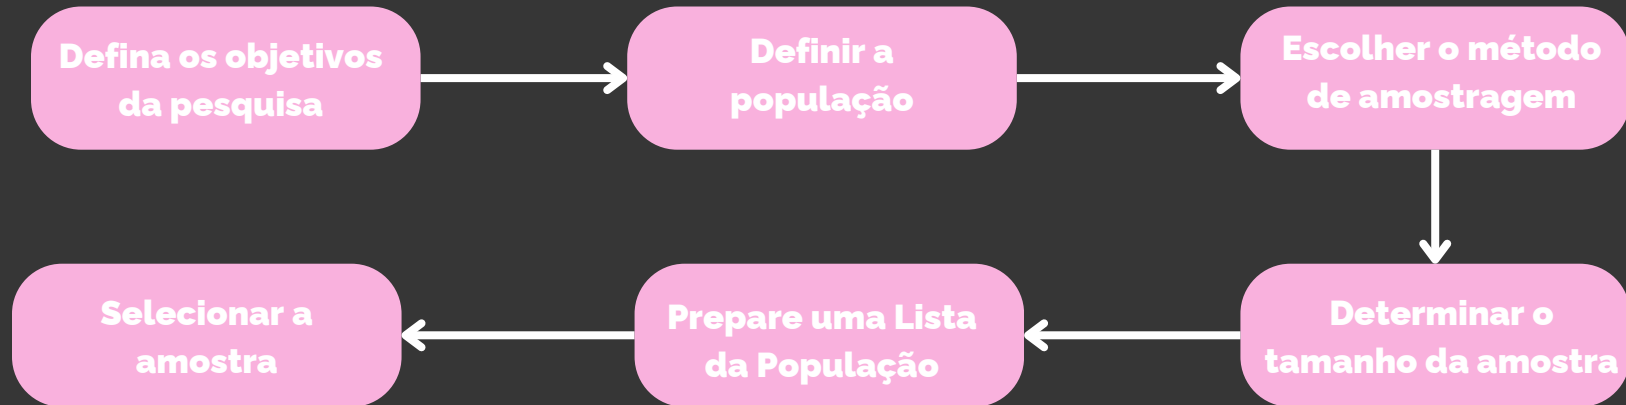 Defina os objetivos
da pesquisa
Definir a
população
Escolher o método
de amostragem
Determinar o
tamanho da amostra
Prepare uma Lista
da População
Selecionar a
amostra